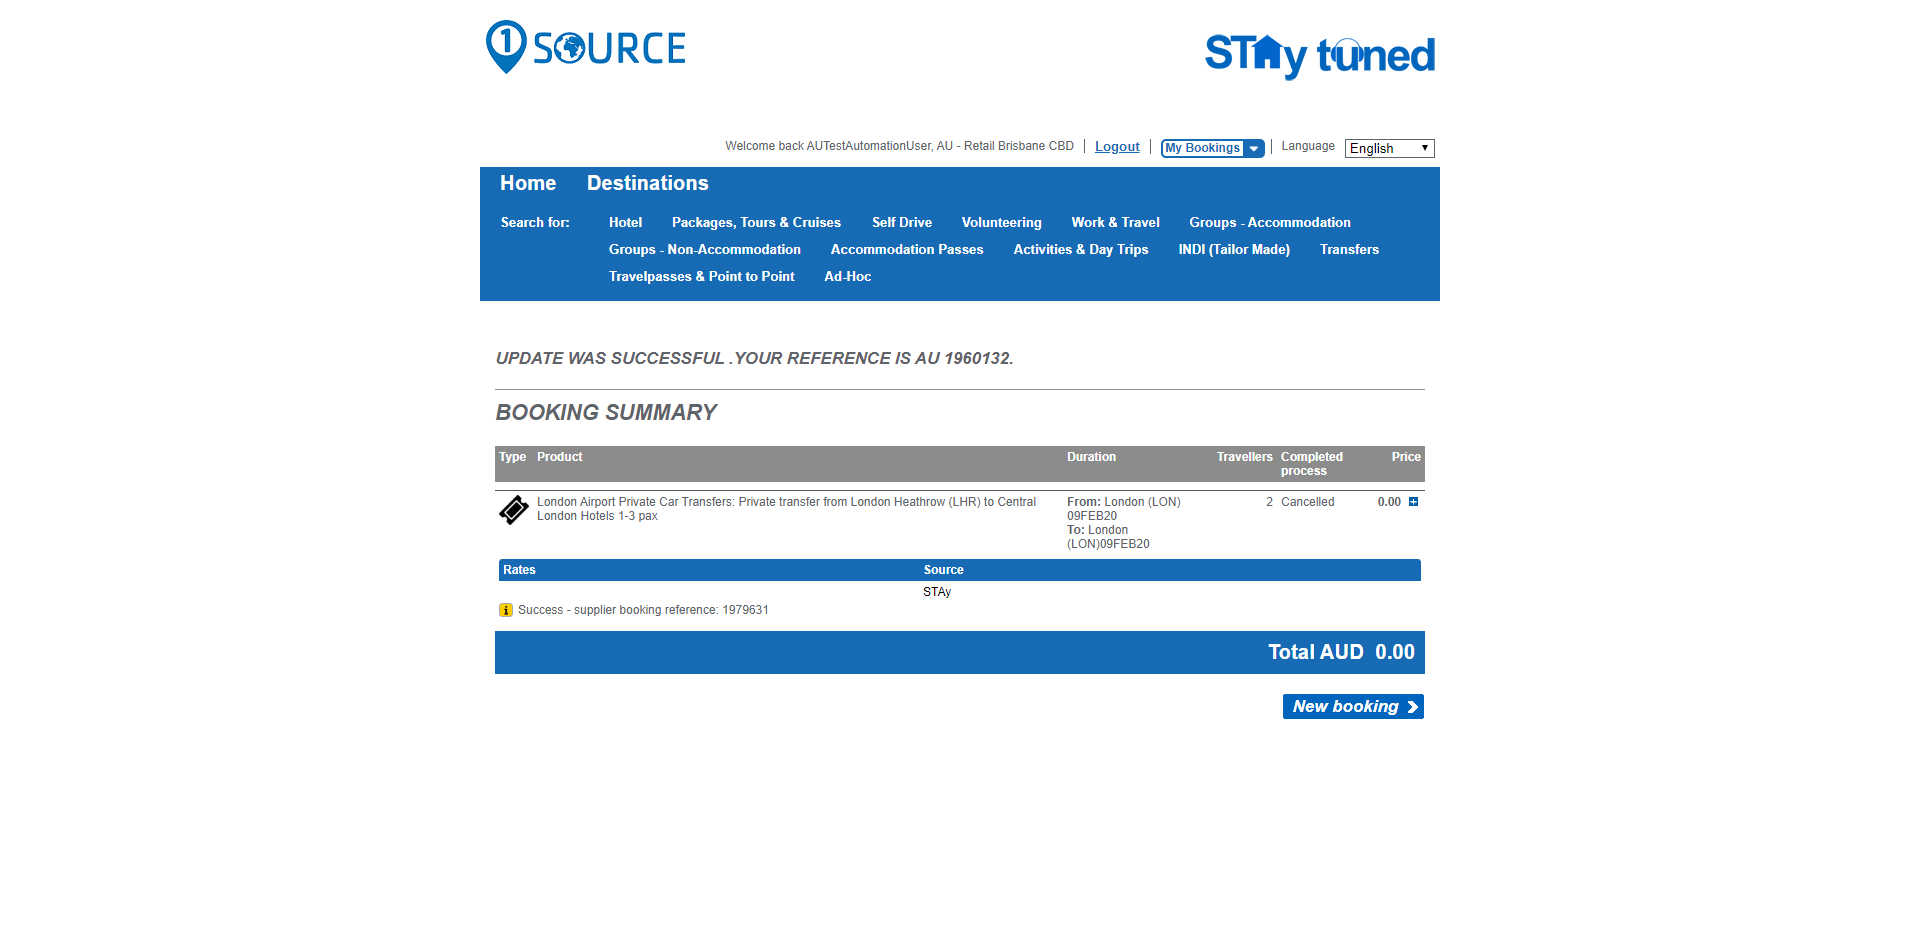 1 SOURCE
STAy tuned
Welcome back AUTestAutomationUser, AU - Retail Brisbane CBD Logout My Bookings Language English
Home Destinations
Search for: Hotel Packages, Tours & Cruises Self Drive Volunteering Work & Travel Groups - Accommodation
Groups - Non-Accommodation Accommodation Passes Activities & Day Trips INDI (Tailor Made) Transfers
Travelpasses & Point to Point Ad-Hoc
UPDATE WAS SUCCESSFUL .YOUR REFERENCE IS AU 1960132.
BOOKING SUMMARY
Type Product Duration Travellers Completed process Price
London Airport Private Car Transfers: Private transfer from London Heathrow (LHR) to Central
London Hotels 1-3 pax
From: London (LON)
09FEB20
To: London
(LON)09FEB20
2 Cancelled 0.00
Rates Source
STAy
Success - supplier booking reference: 1979631
Total AUD 0.00
New booking